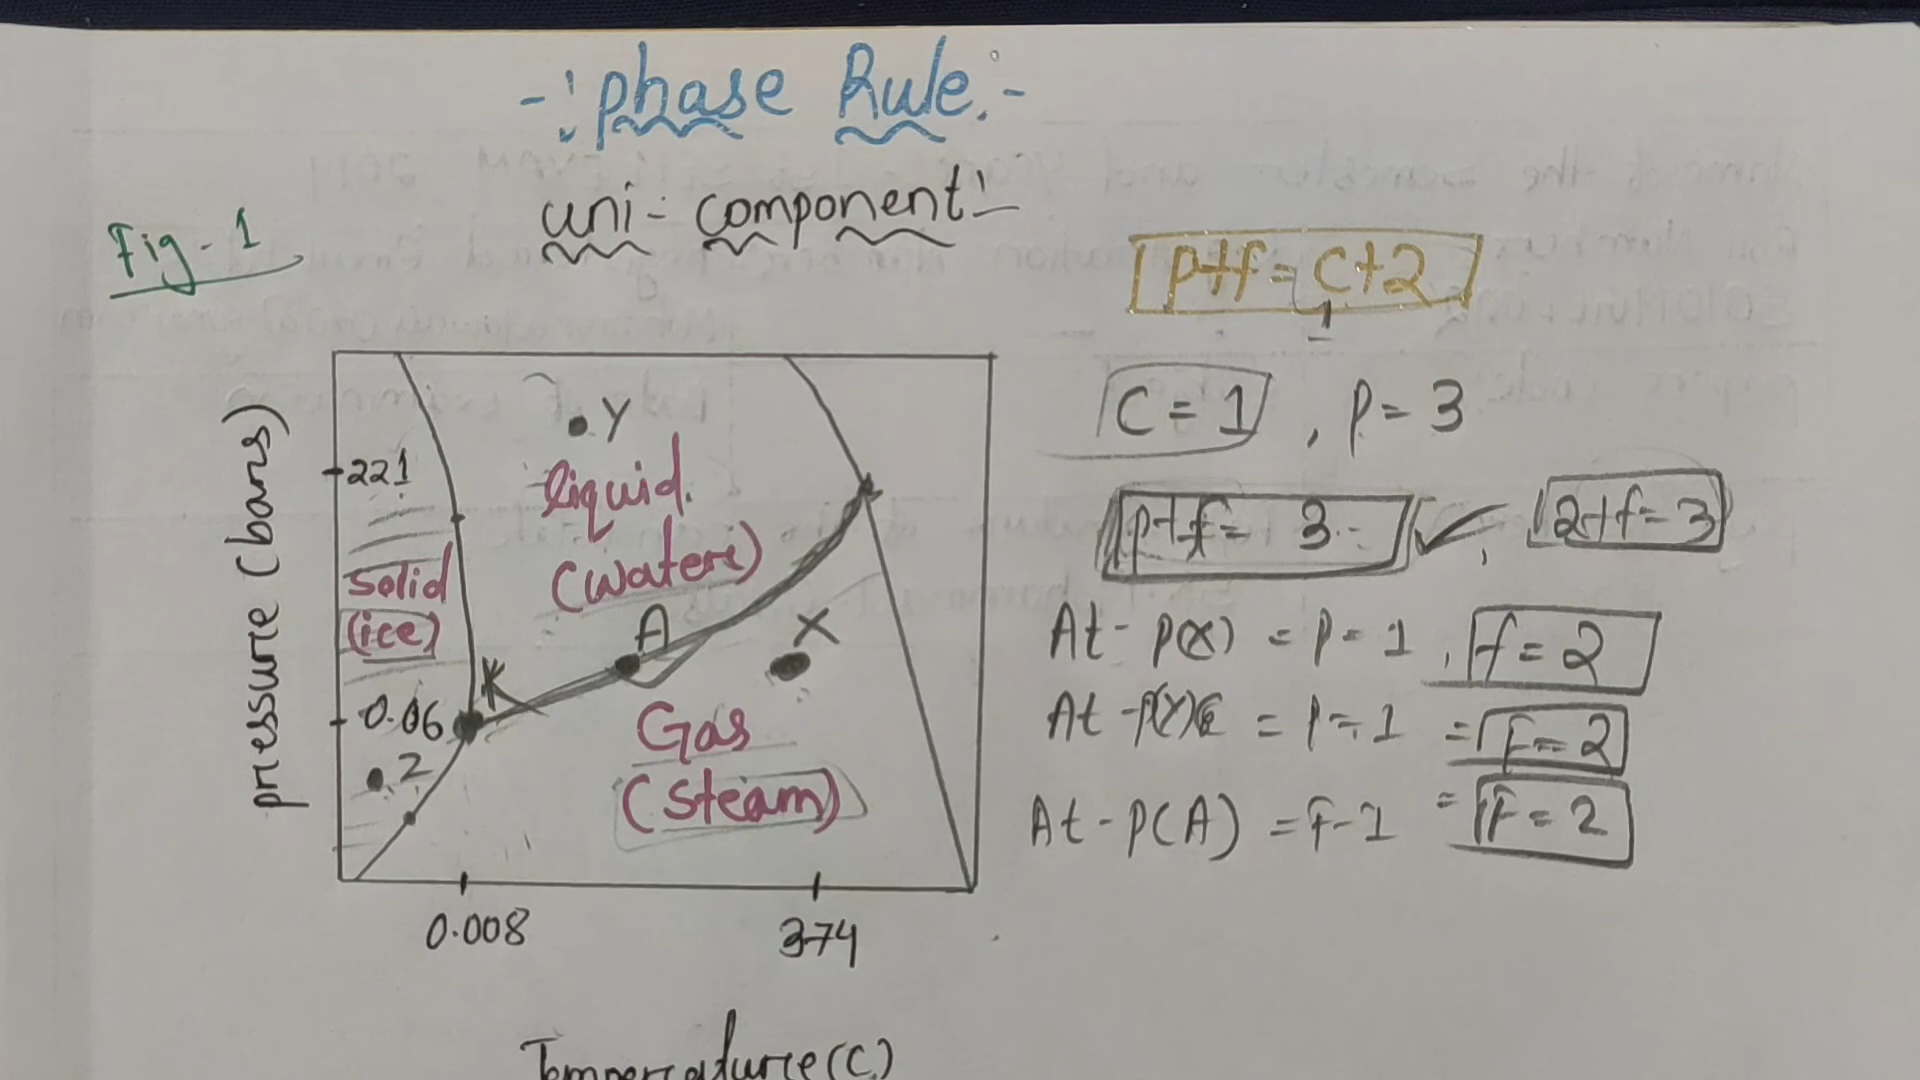 -:phase Rule:-
uni-component:-
Fig-1
p+f=c+2
1
C=1, P=3
p+f=3
2+f=3
At-P(X)=P=1, f=2
At-P(Y)=P=1=F=2
At-P(A)=F-1=F=2
pressure (bars)
221
0.06
solid
(ice)
Y
liquid.
(water)
A
X
K
Z
Gas
(Steam)
0.008
374
Temperature(C)